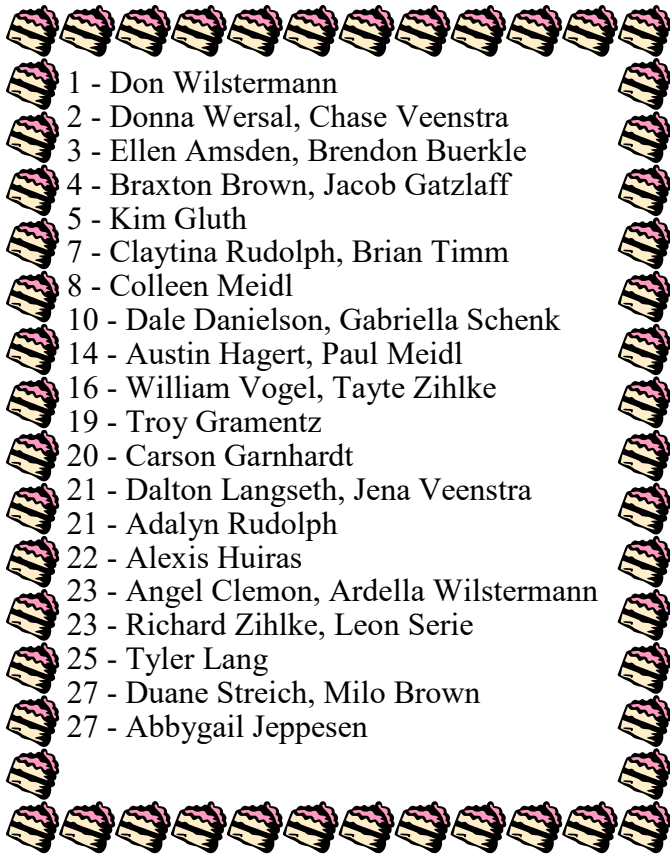 1 - Don Wilstermann
2 - Donna Wersal, Chase Veenstra
3 - Ellen Amsden, Brendon Buerkle
4 - Braxton Brown, Jacob Gatzlaff
5 - Kim Gluth
7 - Claytina Rudolph, Brian Timm
8 - Colleen Meidl
10 - Dale Danielson, Gabriella Schenk
14 - Austin Hagert, Paul Meidl
16 - William Vogel, Tayte Zihlke
19 - Troy Gramentz
20 - Carson Garnhardt
21 - Dalton Langseth, Jena Veenstra
21 - Adalyn Rudolph
22 - Alexis Huiras
23 - Angel Clemon, Ardella Wilstermann
23 - Richard Zihlke, Leon Serie
25 - Tyler Lang
27 - Duane Streich, Milo Brown
27 - Abbygail Jeppesen